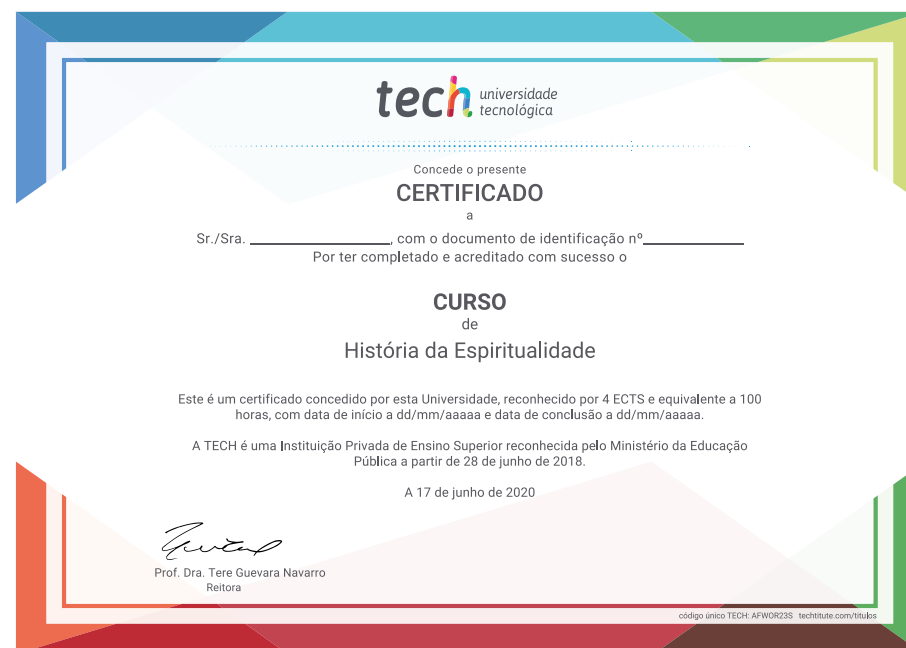 tech universidade
tecnológica
Concede o presente
CERTIFICADO
a
Sr./Sra. ____________________, com o documento de identificação nº______________
Por ter completado e acreditado com sucesso o
CURSO
de
História da Espiritualidade
Este é um certificado concedido por esta Universidade, reconhecido por 4 ECTS e equivalente a 100
horas, com data de início a dd/mm/aaaaa e data de conclusão a dd/mm/aaaaa.
A TECH é uma Instituição Privada de Ensino Superior reconhecida pelo Ministério da Educação
Pública a partir de 28 de junho de 2018.
A 17 de junho de 2020
Prof. Dra. Tere Guevara Navarro
Reitora
código único TECH: AFWOR23S techtitute.com/titulos